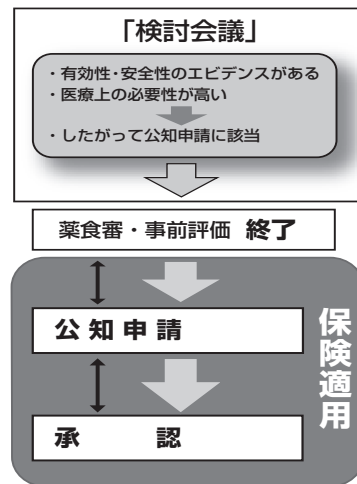 「検討会議」
・有効性・安全性のエビデンスがある
・医療上の必要性が高い
・したがって公知申請に該当
薬食審・事前評価 終了
公知申請
承認
保険適用